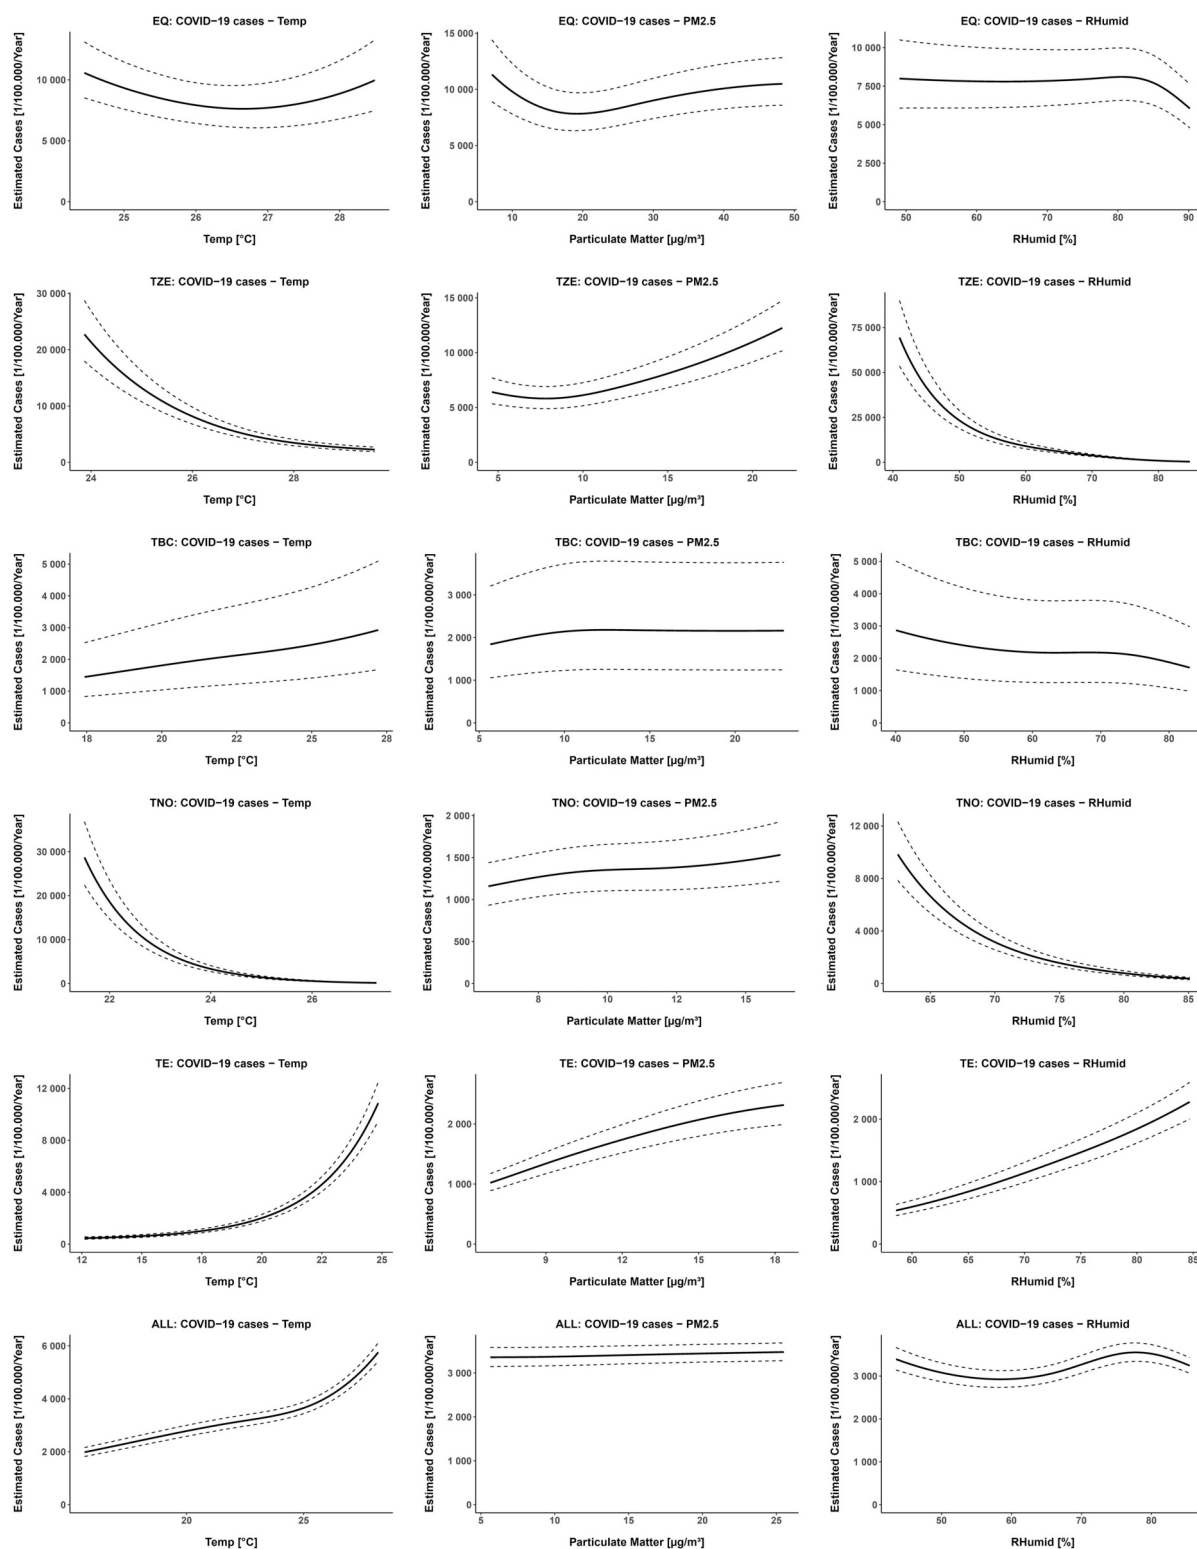 EQ: COVID−19 cases − Temp
Estimated Cases [1/100.000/Year]
10 000
5 000
0
25 26 27 28
Temp [°C]
EQ: COVID−19 cases − PM2.5
Estimated Cases [1/100.000/Year]
15 000
10 000
5 000
0
10 20 30 40 50
Particulate Matter [µg/m³]
EQ: COVID−19 cases − RHumid
Estimated Cases [1/100.000/Year]
10 000
7 500
5 000
2 500
0
50 60 70 80 90
RHumid [%]
TZE: COVID−19 cases − Temp
Estimated Cases [1/100.000/Year]
30 000
20 000
10 000
0
24 26 28
Temp [°C]
TZE: COVID−19 cases − PM2.5
Estimated Cases [1/100.000/Year]
15 000
10 000
5 000
0
5 10 15 20
Particulate Matter [µg/m³]
TZE: COVID−19 cases − RHumid
Estimated Cases [1/100.000/Year]
75 000
50 000
25 000
0
40 50 60 70 80
RHumid [%]
TBC: COVID−19 cases − Temp
Estimated Cases [1/100.000/Year]
5 000
4 000
3 000
2 000
1 000
0
18 20 22 25 28
Temp [°C]
TBC: COVID−19 cases − PM2.5
Estimated Cases [1/100.000/Year]
3 000
2 000
1 000
0
5 10 15 20
Particulate Matter [µg/m³]
TBC: COVID−19 cases − RHumid
Estimated Cases [1/100.000/Year]
5 000
4 000
3 000
2 000
1 000
0
40 50 60 70 80
RHumid [%]
TNO: COVID−19 cases − Temp
Estimated Cases [1/100.000/Year]
30 000
20 000
10 000
0
22 24 26
Temp [°C]
TNO: COVID−19 cases − PM2.5
Estimated Cases [1/100.000/Year]
2 000
1 500
1 000
500
0
8 10 12 15
Particulate Matter [µg/m³]
TNO: COVID−19 cases − RHumid
Estimated Cases [1/100.000/Year]
12 000
8 000
4 000
0
65 70 75 80 85
RHumid [%]
TE: COVID−19 cases − Temp
Estimated Cases [1/100.000/Year]
12 000
8 000
4 000
0
12 15 18 20 22 25
Temp [°C]
TE: COVID−19 cases − PM2.5
Estimated Cases [1/100.000/Year]
2 000
1 000
0
9 12 15 18
Particulate Matter [µg/m³]
TE: COVID−19 cases − RHumid
Estimated Cases [1/100.000/Year]
2 000
1 000
0
60 65 70 75 80 85
RHumid [%]
ALL: COVID−19 cases − Temp
Estimated Cases [1/100.000/Year]
6 000
4 000
2 000
0
20 25
Temp [°C]
ALL: COVID−19 cases − PM2.5
Estimated Cases [1/100.000/Year]
3 000
2 000
1 000
0
5 10 15 20 25
Particulate Matter [µg/m³]
ALL: COVID−19 cases − RHumid
Estimated Cases [1/100.000/Year]
3 000
2 000
1 000
0
50 60 70 80
RHumid [%]